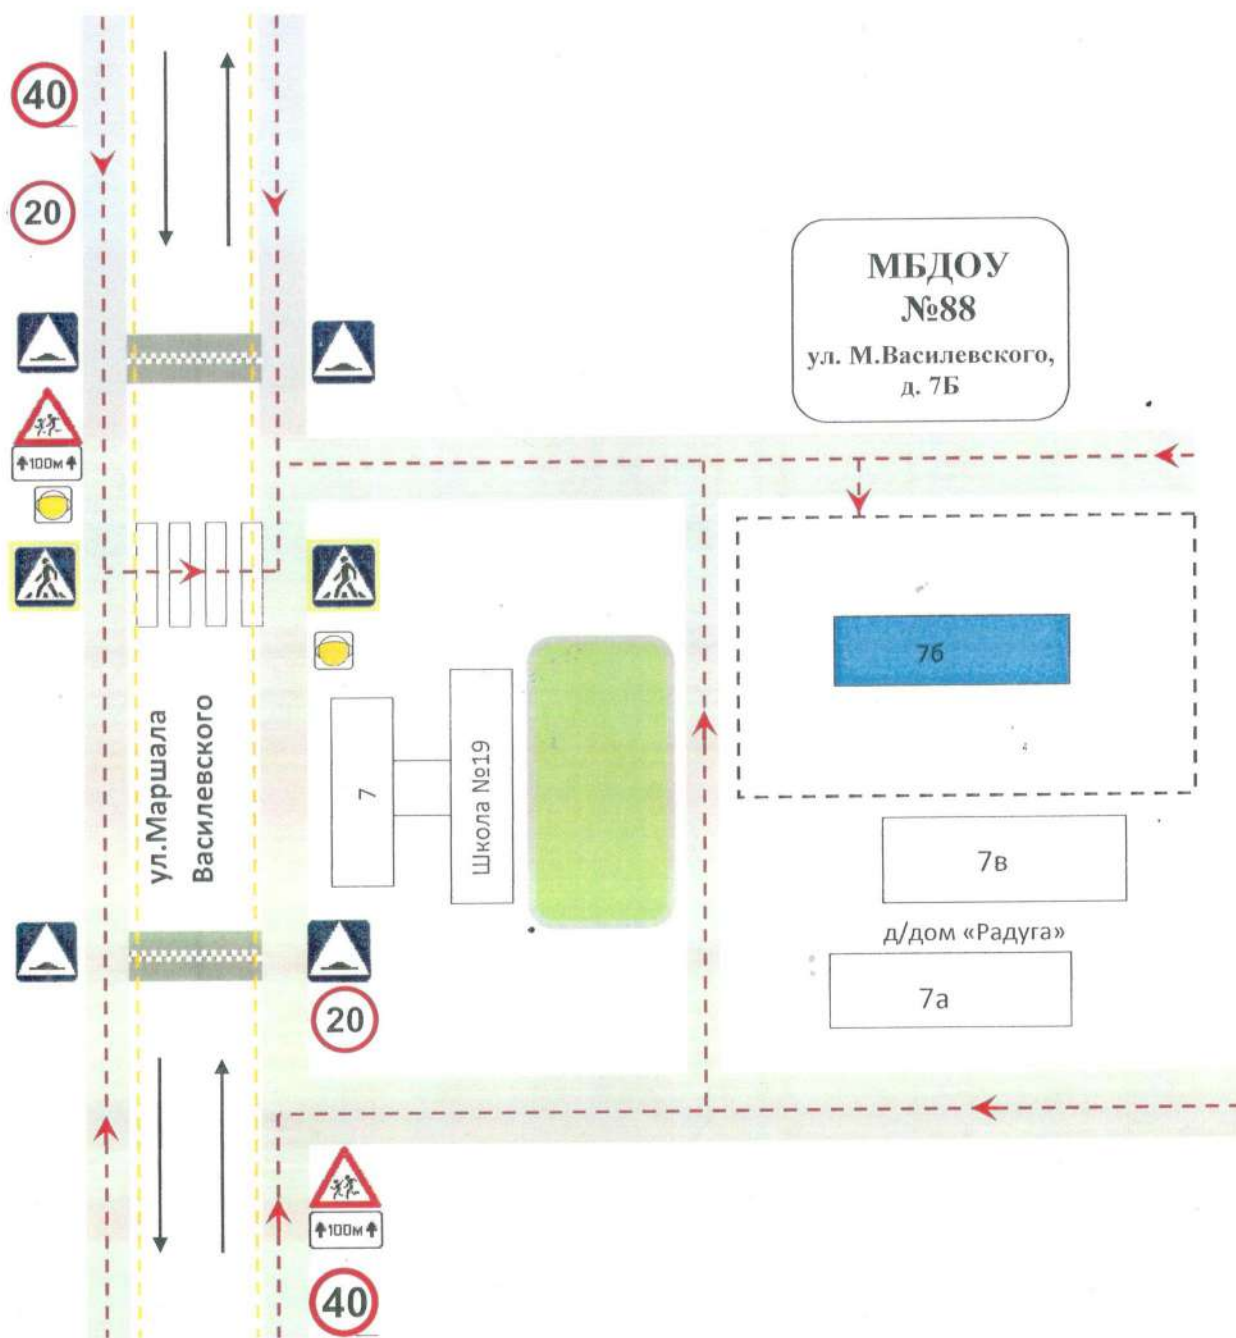 40
20
МБДОУ
№88
ул. М.Василевского,
д. 7Б
100м
7б
ул.Маршала
Василевского
7
Школа №19
7в
д/дом «Радуга»
7а
20
100м
40